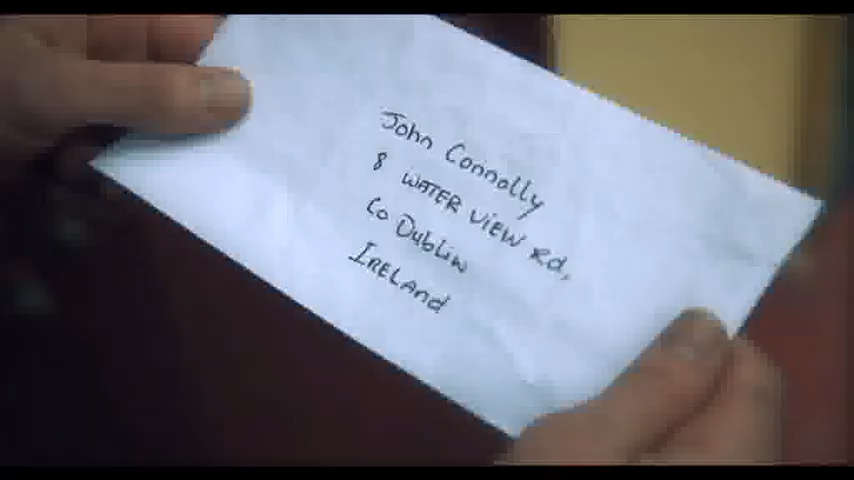 John Connolly
8 WATER VIEW Rd,
Co Dublin
IRELAnd